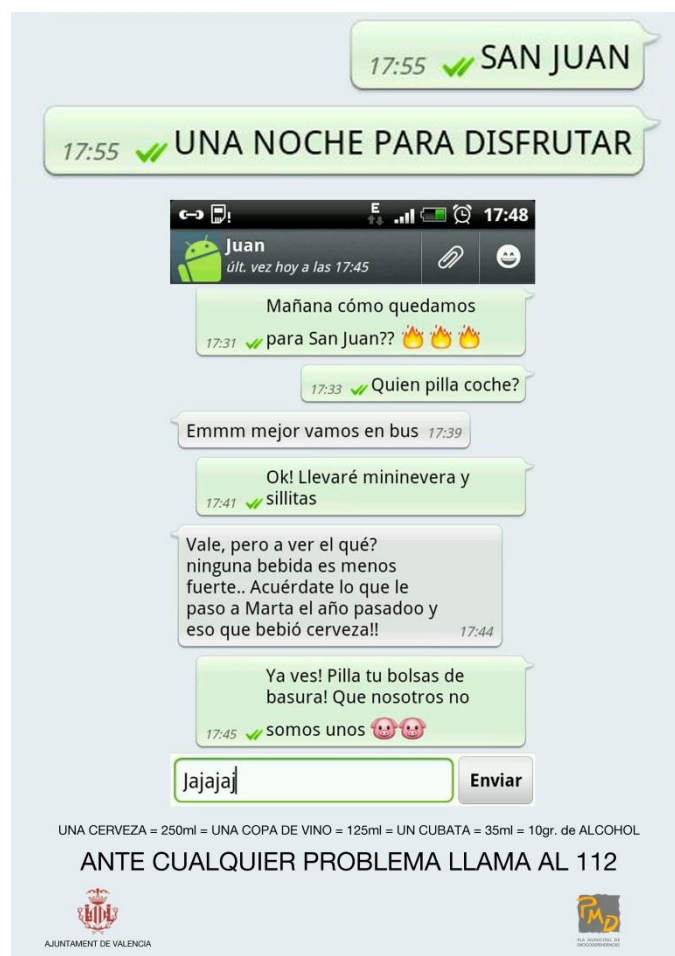 17:55 SAN JUAN
17:55 UNA NOCHE PARA DISFRUTAR
E 17:48
Juan
últ. vez hoy a las 17:45
Mañana cómo quedamos
17:31 para San Juan??
17:33 Quien pilla coche?
Emmm mejor vamos en bus 17:39
Ok! Llevaré mininevera y
17:41 sillitas
Vale, pero a ver el qué?
ninguna bebida es menos
fuerte.. Acuérdate lo que le
paso a Marta el año pasadoo y
eso que bebió cerveza!! 17:44
Ya ves! Pilla tu bolsas de
basura! Que nosotros no
17:45 somos unos
Jajajaj Enviar
UNA CERVEZA = 250ml = UNA COPA DE VINO = 125ml = UN CUBATA = 35ml = 10gr. de ALCOHOL
ANTE CUALQUIER PROBLEMA LLAMA AL 112
AJUNTAMENT DE VALENCIA
PMD
PLA MUNICIPAL DE
DROGODEPENDÈNCIES